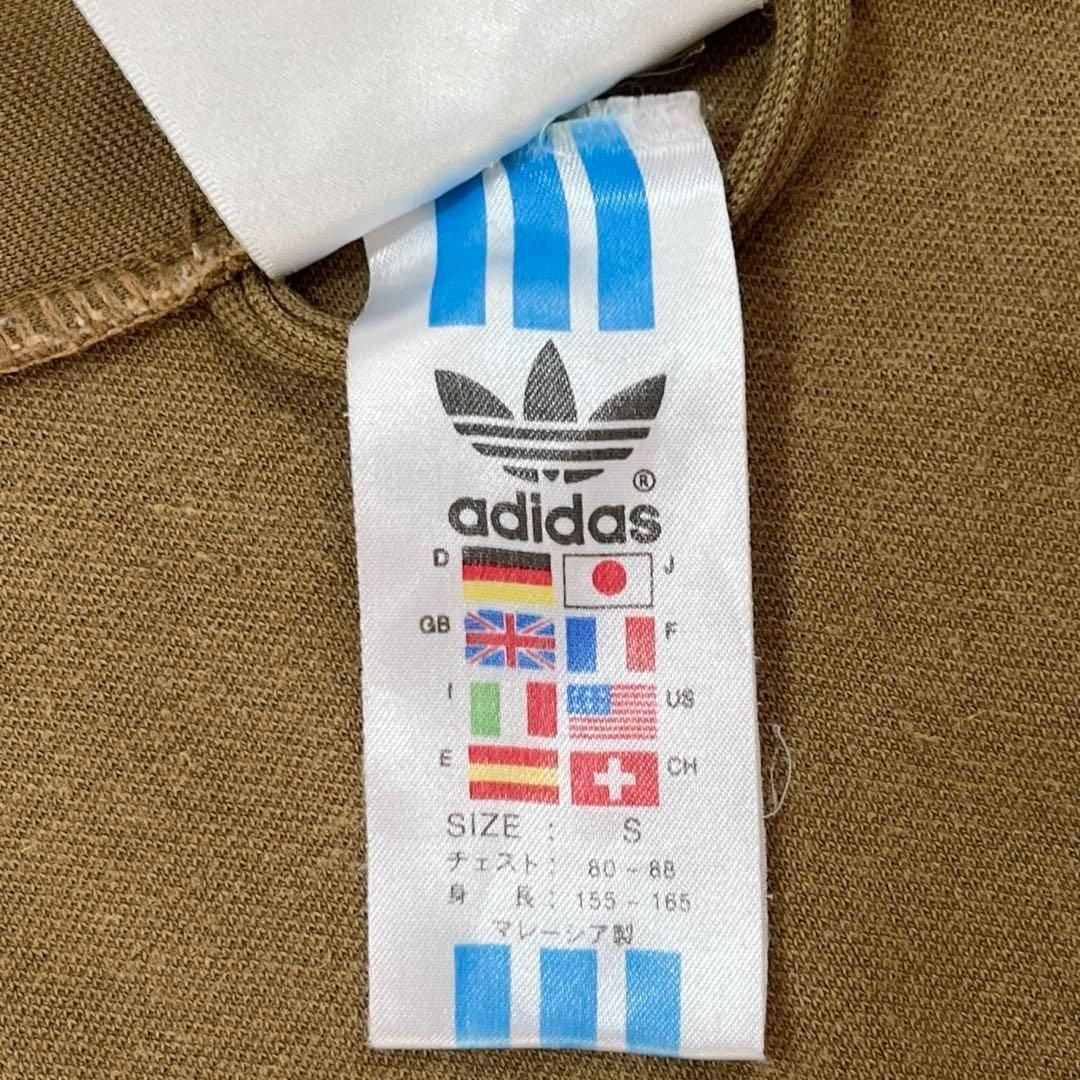 ®
adidas
D J
GB F
I US
E CH
SIZE : S
チェスト: 80 ~ 88
身 長: 155 - 165
マレーシア製